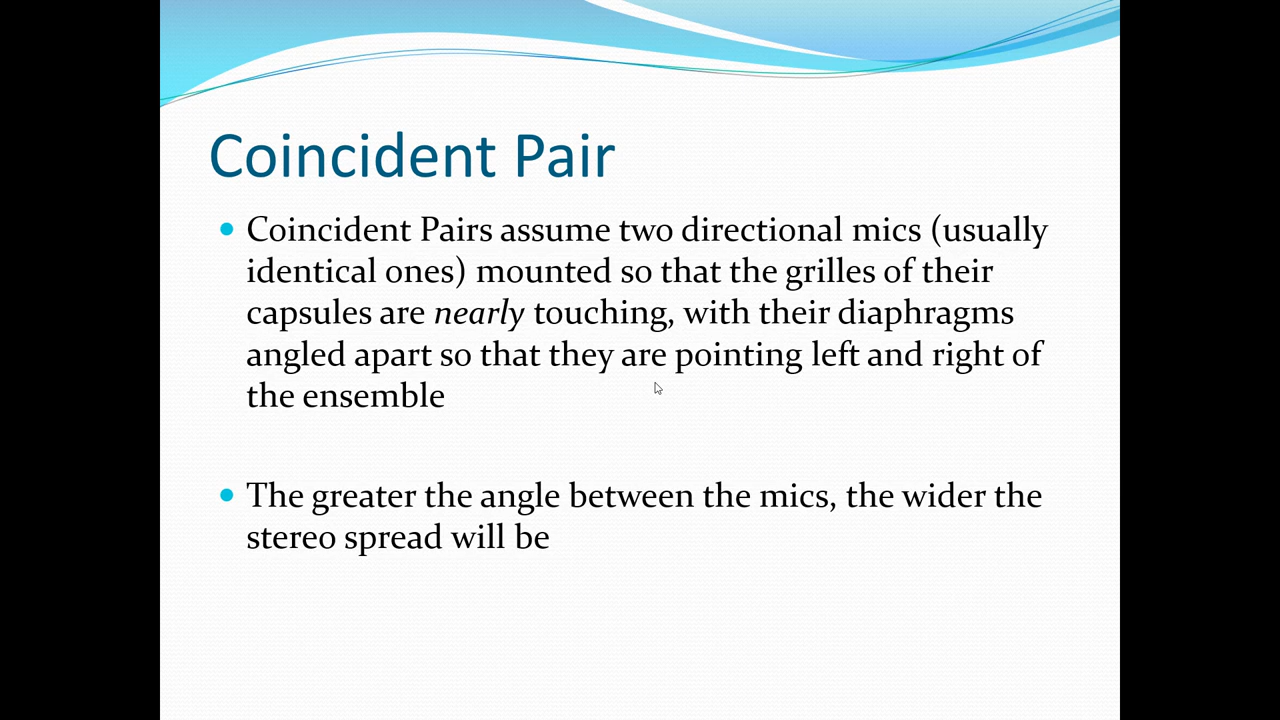 Coincident Pair
Coincident Pairs assume two directional mics (usually
identical ones) mounted so that the grilles of their
capsules are nearly touching, with their diaphragms
angled apart so that they are pointing left and right of
the ensemble
The greater the angle between the mics, the wider the
stereo spread will be